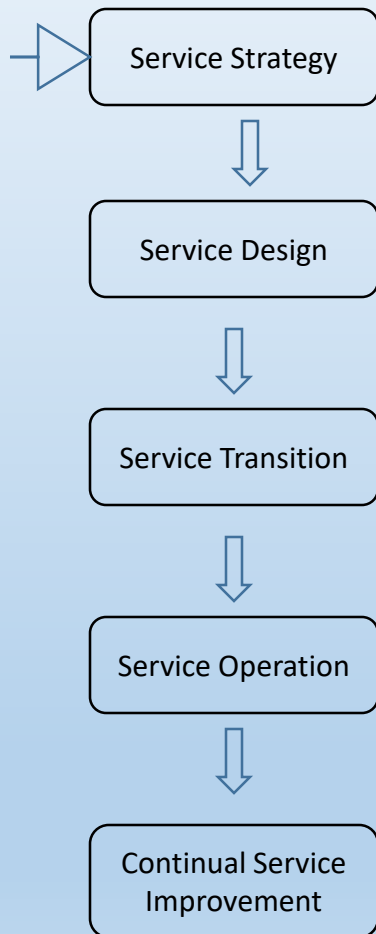 Service Strategy
Service Design
Service Transition
Service Operation
Continual Service
Improvement